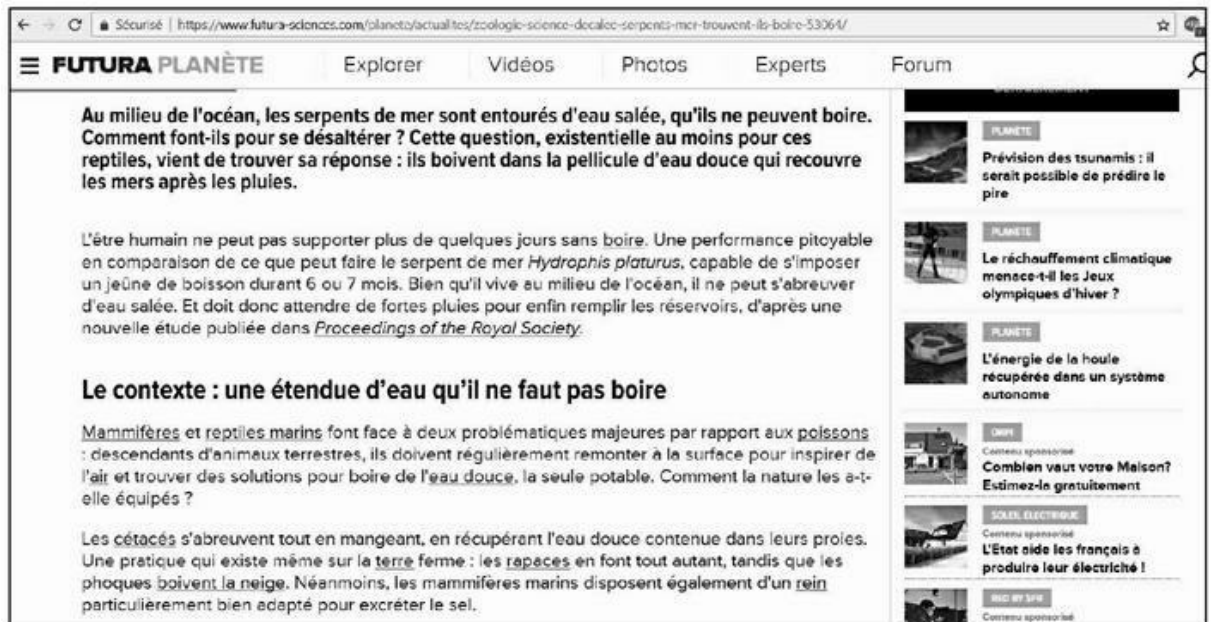 Sécurisé | https://www.futura-sciences.com/planete/actualites/zoologie-science-decalee-serpents-mer-trouvent-ils-boire-53064/
FUTURA PLANÈTE Explorer Vidéos Photos Experts Forum
Au milieu de l'océan, les serpents de mer sont entourés d'eau salée, qu'ils ne peuvent boire.
Comment font-ils pour se désaltérer ? Cette question, existentielle au moins pour ces
reptiles, vient de trouver sa réponse : ils boivent dans la pellicule d'eau douce qui recouvre
les mers après les pluies.
L'être humain ne peut pas supporter plus de quelques jours sans boire. Une performance pitoyable
en comparaison de ce que peut faire le serpent de mer Hydrophis platurus, capable de s'imposer
un jeûne de boisson durant 6 ou 7 mois. Bien qu'il vive au milieu de l'océan, il ne peut s'abreuver
d'eau salée. Et doit donc attendre de fortes pluies pour enfin remplir les réservoirs, d'après une
nouvelle étude publiée dans Proceedings of the Royal Society.
Le contexte : une étendue d'eau qu'il ne faut pas boire
Mammifères et reptiles marins font face à deux problématiques majeures par rapport aux poissons
: descendants d'animaux terrestres, ils doivent régulièrement remonter à la surface pour inspirer de
l'air et trouver des solutions pour boire de l'eau douce, la seule potable. Comment la nature les a-t-
elle équipés ?
Les cétacés s'abreuvent tout en mangeant, en récupérant l'eau douce contenue dans leurs proies.
Une pratique qui existe même sur la terre ferme : les rapaces en font tout autant, tandis que les
phoques boivent la neige. Néanmoins, les mammifères marins disposent également d'un rein
particulièrement bien adapté pour excréter le sel.
PLANÈTE
Prévision des tsunamis : il
serait possible de prédire le
pire
PLANÈTE
Le réchauffement climatique
menace-t-il les Jeux
olympiques d'hiver ?
PLANÈTE
L'énergie de la houle
récupérée dans un système
autonome
Contenu sponsorisé
Combien vaut votre Maison?
Estimez-la gratuitement
SOLEIL ÉLECTRIQUE
Contenu sponsorisé
L'Etat aide les français à
produire leur électricité !
RED BY SFR
Contenu sponsorisé